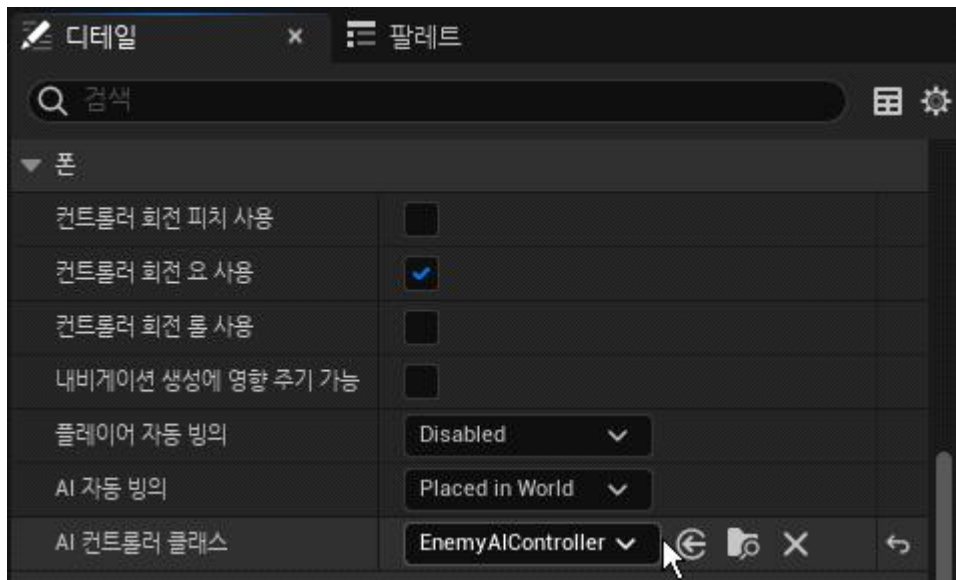 디테일
팔레트
검색
폰
컨트롤러 회전 피치 사용
컨트롤러 회전 요 사용
컨트롤러 회전 롤 사용
내비게이션 생성에 영향 주기 가능
플레이어 자동 빙의 Disabled
AI 자동 빙의 Placed in World
AI 컨트롤러 클래스 EnemyAIController